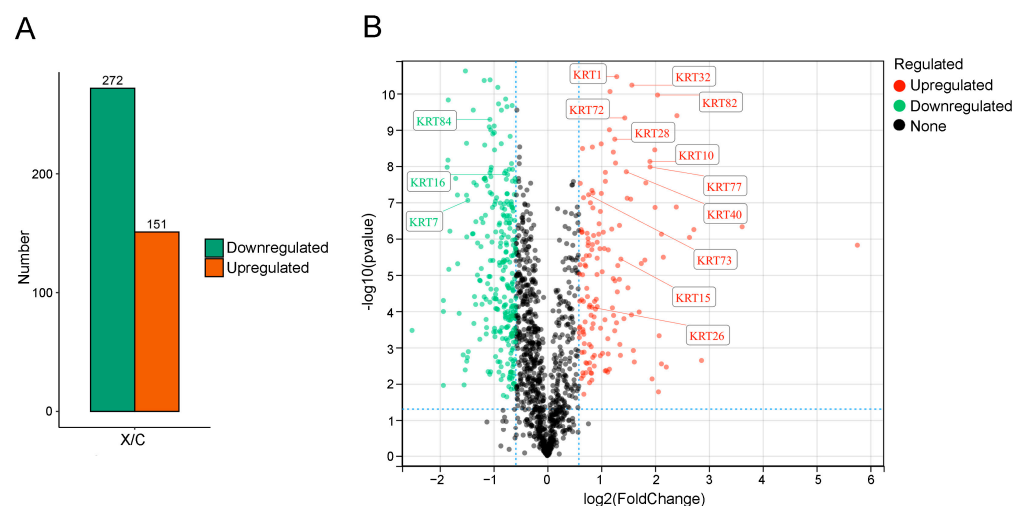 A
272
151
200
100
0
Number
X/C
Downregulated
Upregulated
B
10
9
8
7
6
5
4
3
2
1
0
-log10(pvalue)
−2
−1
0
1
2
3
4
5
6
log2(FoldChange)
KRT84
KRT16
KRT7
KRT1
KRT32
KRT82
KRT72
KRT28
KRT10
KRT77
KRT40
KRT73
KRT15
KRT26
Regulated
Upregulated
Downregulated
None